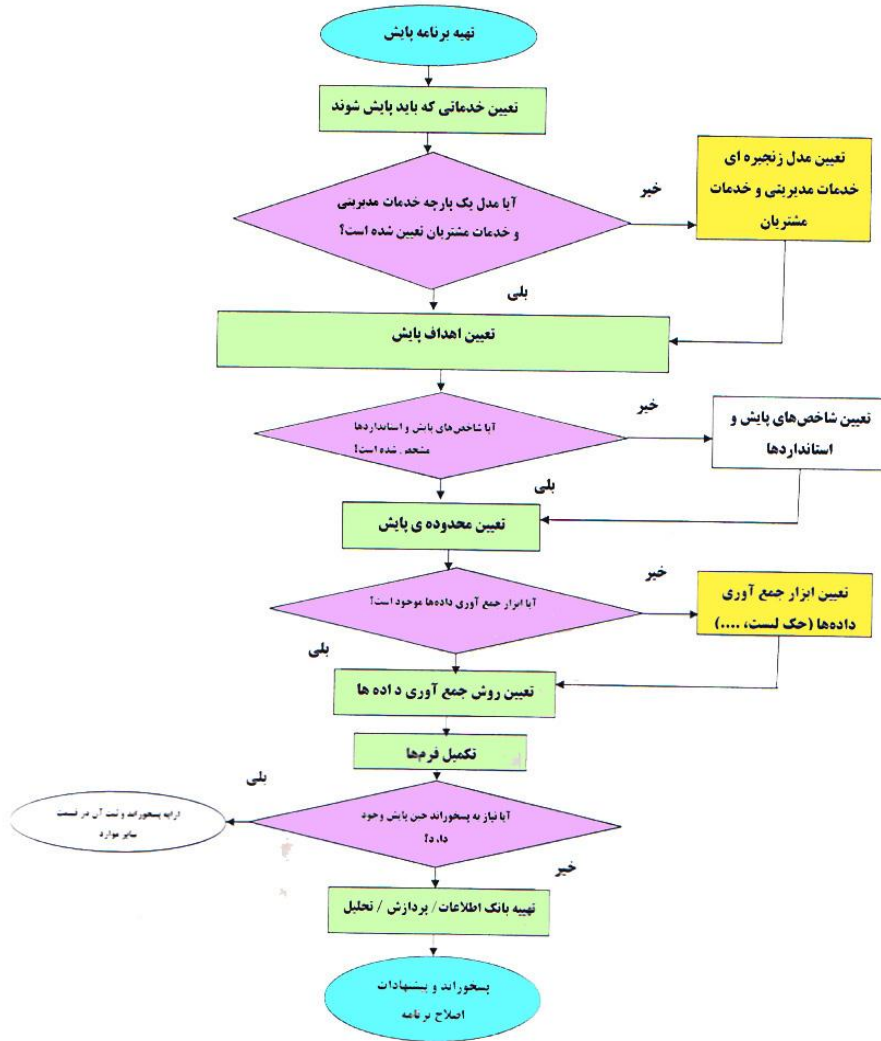 تهیه برنامه پایش
تعیین خدماتی که باید پایش شوند
آیا مدل یک پارچه خدمات مدیریتی
و خدمات مشتریان تعیین شده است؟
خیر
تعیین مدل زنجیره ای
خدمات مدیریتی و خدمات
مشتریان
بلی
تعیین اهداف پایش
آیا شاخص‌های پایش و استانداردها
مشخص شده است؟
خیر
تعیین شاخص‌های پایش و
استانداردها
بلی
تعیین محدوده ی پایش
آیا ابزار جمع آوری داده‌ها موجود است؟
خیر
تعیین ابزار جمع آوری
داده‌ها (چک لیست، ....)
بلی
تعیین روش جمع آوری داده ها
تکمیل فرم‌ها
آیا نیاز به پسخوراند حین پایش وجود
دارد؟
بلی
ارایه پسخوراند و ثبت آن در قسمت
سایر موارد
خیر
تهییه بانک اطلاعات/ پردازش / تحلیل
پسخوراند و پیشنهادات
اصلاح برنامه